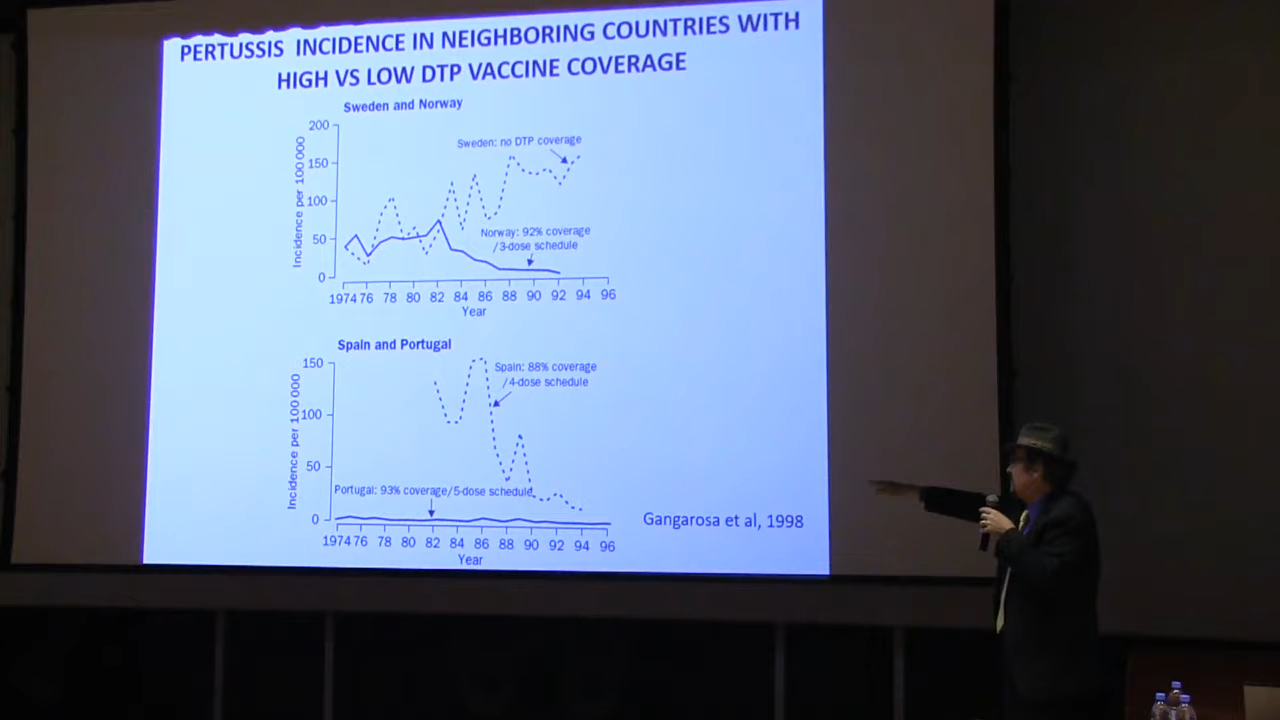 PERTUSSIS INCIDENCE IN NEIGHBORING COUNTRIES WITH
HIGH VS LOW DTP VACCINE COVERAGE
Sweden and Norway
Incidence per 100 000
200
150
100
50
0
Sweden: no DTP coverage
Norway: 92% coverage
/3-dose schedule
1974 76 78 80 82 84 86 88 90 92 94 96
Year
Spain and Portugal
Incidence per 100 000
150
100
50
0
Spain: 88% coverage
/4-dose schedule
Portugal: 93% coverage/5-dose schedule
1974 76 78 80 82 84 86 88 90 92 94 96
Year
Gangarosa et al, 1998